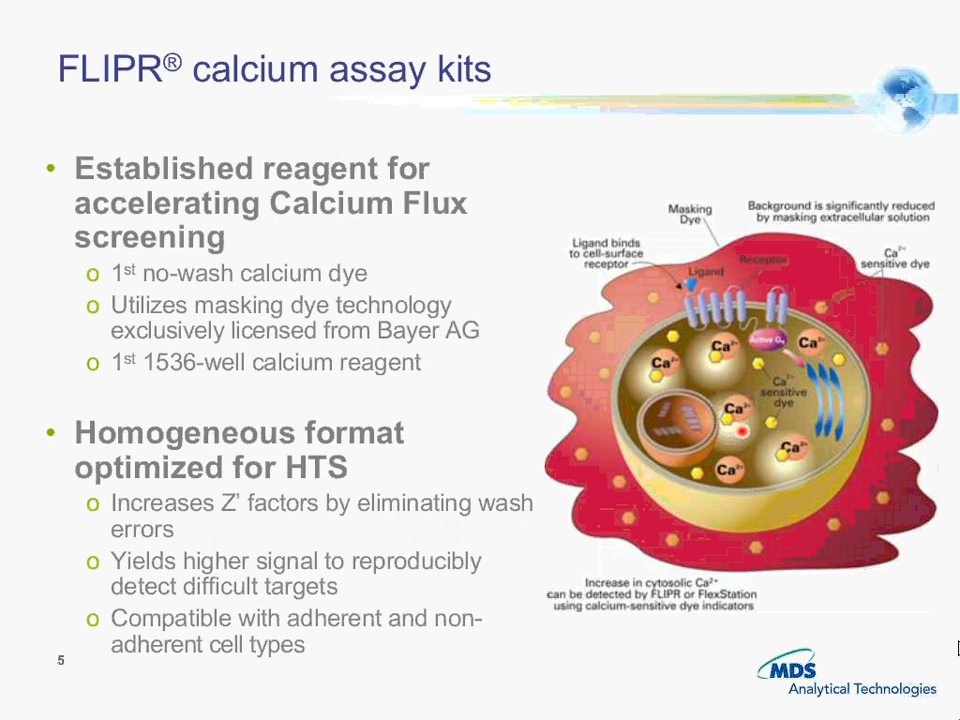 FLIPR® calcium assay kits
• Established reagent for
accelerating Calcium Flux
screening
o 1st no-wash calcium dye
o Utilizes masking dye technology
exclusively licensed from Bayer AG
o 1st 1536-well calcium reagent
• Homogeneous format
optimized for HTS
o Increases Z' factors by eliminating wash
errors
o Yields higher signal to reproducibly
detect difficult targets
o Compatible with adherent and non-
adherent cell types
Masking
Dye
Background is significantly reduced
by masking extracellular solution
Ligand binds
to cell-surface
receptor
Ligand
Receptor
Ca2+
sensitive dye
Active Gq
Ca2+
Ca2+
Ca2+
Ca2+
sensitive
dye
Ca2+
Ca2+
Ca2+
Increase in cytosolic Ca2+
can be detected by FLIPR or FlexStation
using calcium-sensitive dye indicators
5
MDS
Analytical Technologies